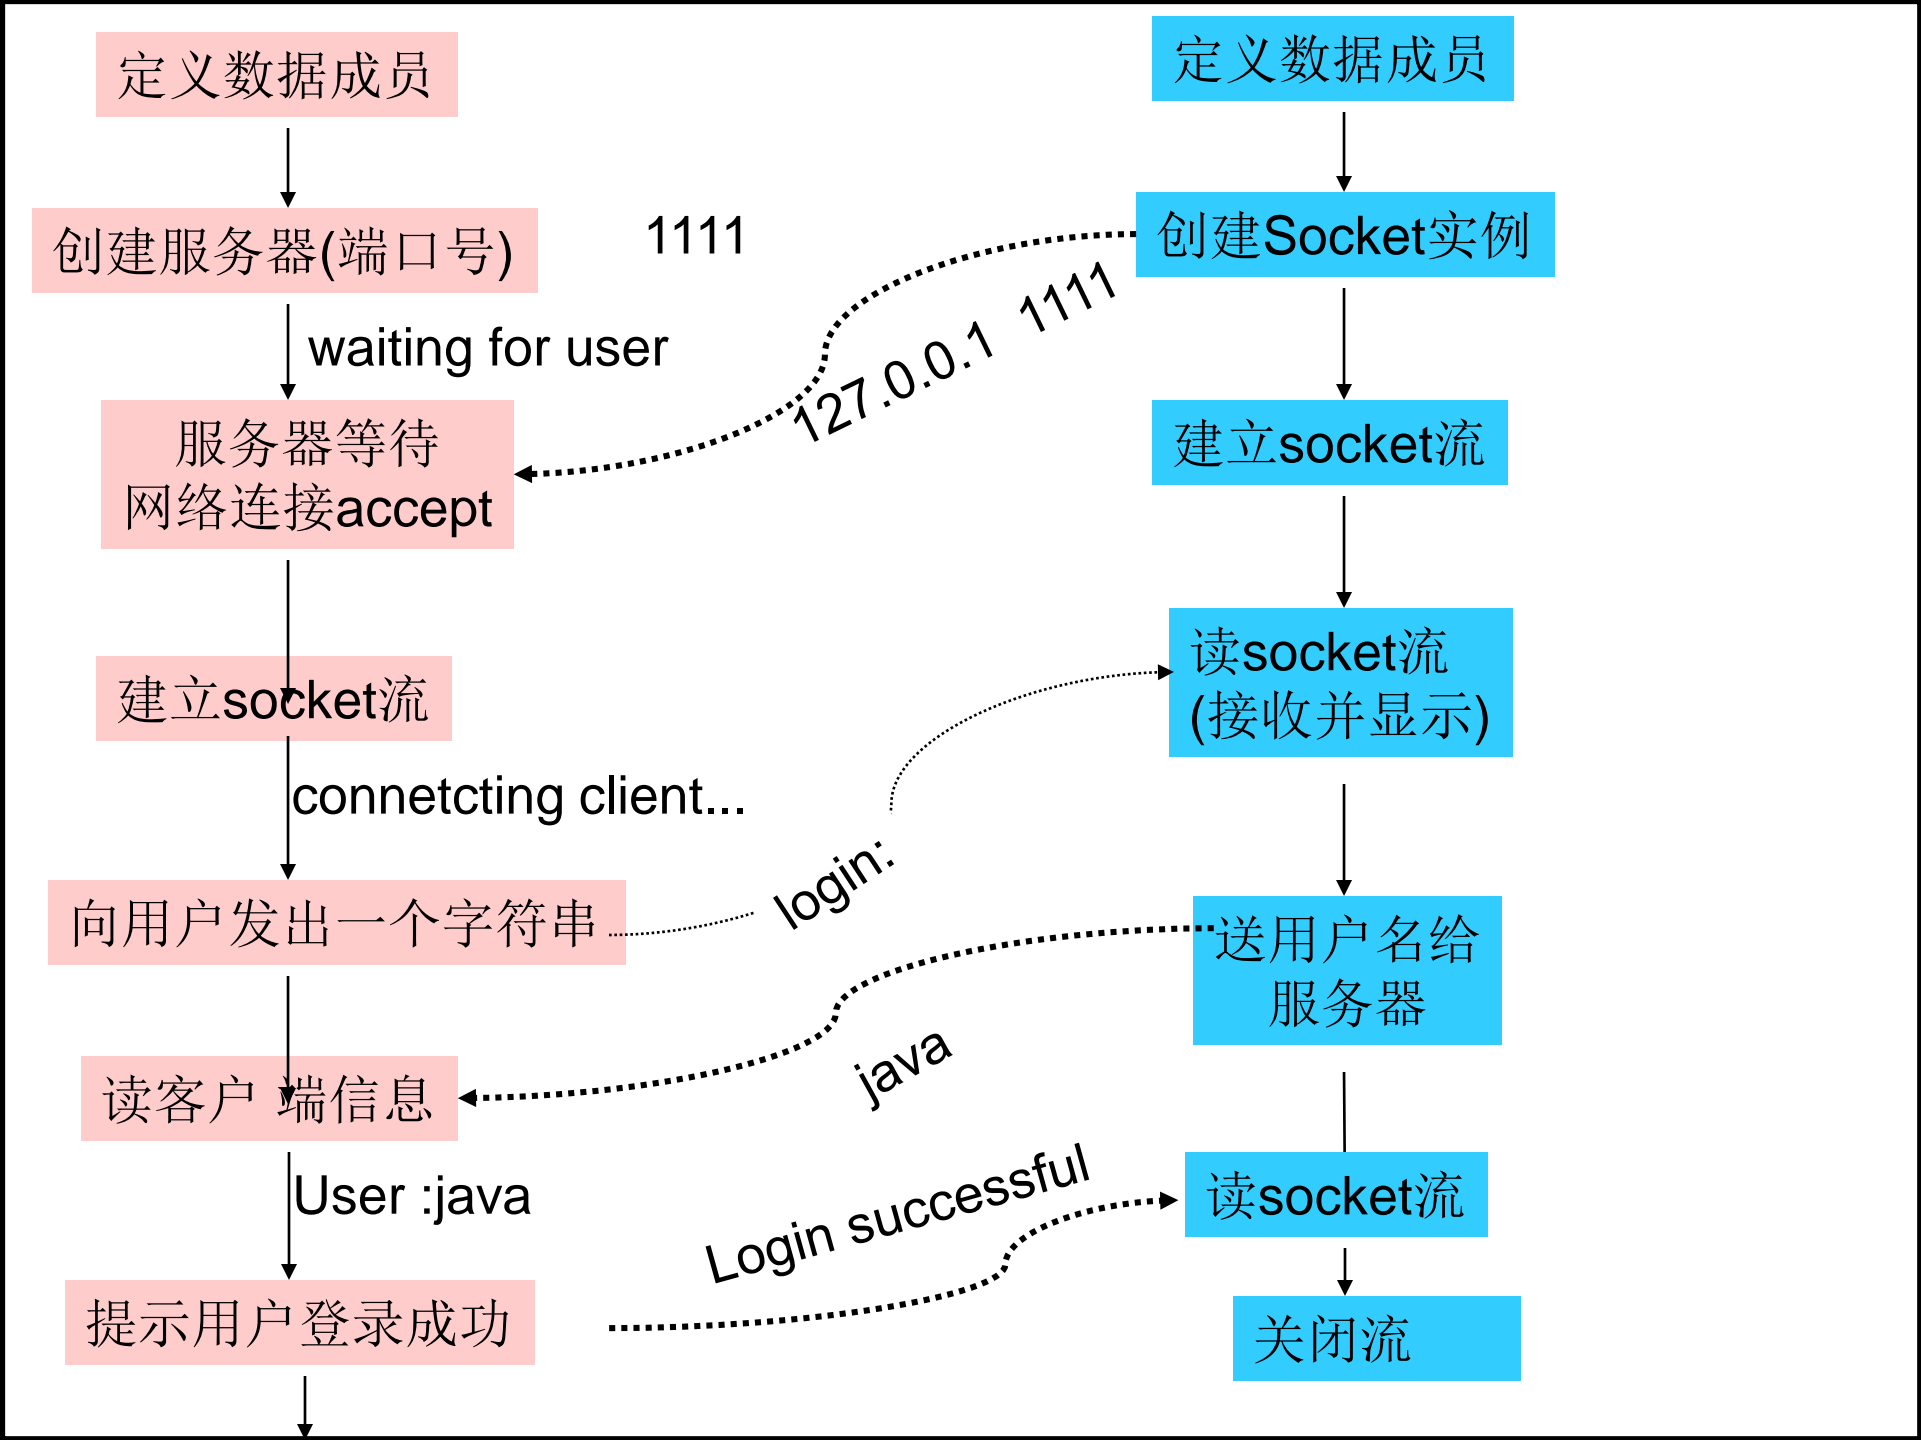 定义数据成员
创建服务器(端口号)
1111
waiting for user
服务器等待
网络连接accept
建立socket流
connetcting client...
向用户发出一个字符串
读客户 端信息
User :java
提示用户登录成功
127.0.0.1 1111
login:
java
Login successful
定义数据成员
创建Socket实例
建立socket流
读socket流
(接收并显示)
送用户名给
服务器
读socket流
关闭流